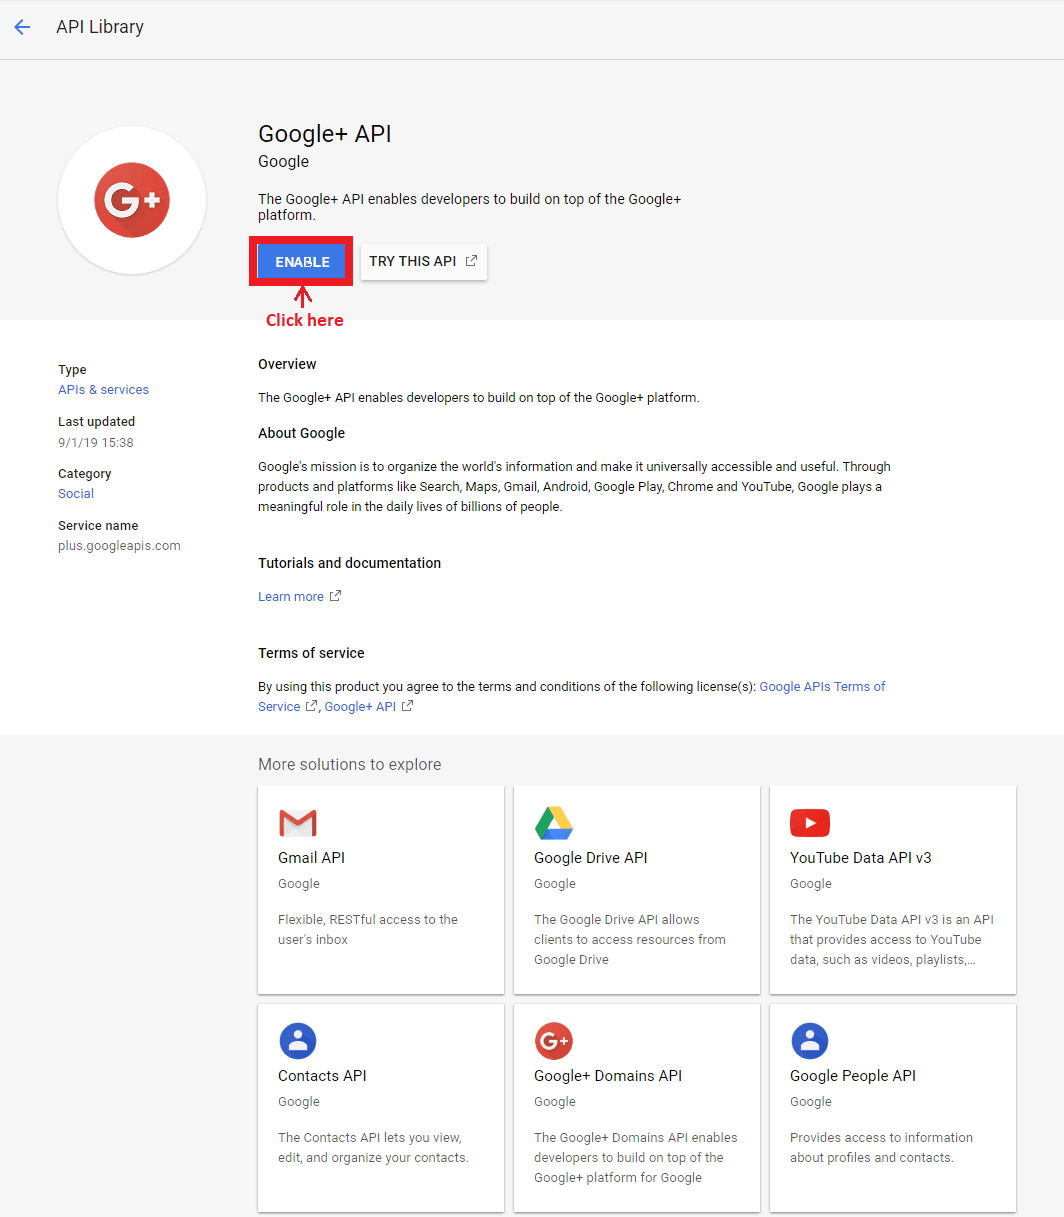 API Library
G+
Google+ API
Google
The Google+ API enables developers to build on top of the Google+
platform.
ENABLE
TRY THIS API
Click here
Type
APIs & services
Last updated
9/1/19 15:38
Category
Social
Service name
plus.googleapis.com
Overview
The Google+ API enables developers to build on top of the Google+ platform.
About Google
Google's mission is to organize the world's information and make it universally accessible and useful. Through
products and platforms like Search, Maps, Gmail, Android, Google Play, Chrome and YouTube, Google plays a
meaningful role in the daily lives of billions of people.
Tutorials and documentation
Learn more
Terms of service
By using this product you agree to the terms and conditions of the following license(s): Google APIs Terms of
Service , Google+ API
More solutions to explore
Gmail API
Google
Flexible, RESTful access to the
user's inbox
Google Drive API
Google
The Google Drive API allows
clients to access resources from
Google Drive
YouTube Data API v3
Google
The YouTube Data API v3 is an API
that provides access to YouTube
data, such as videos, playlists,...
Contacts API
Google
The Contacts API lets you view,
edit, and organize your contacts.
G+
Google+ Domains API
Google
The Google+ Domains API enables
developers to build on top of the
Google+ platform for Google
Google People API
Google
Provides access to information
about profiles and contacts.